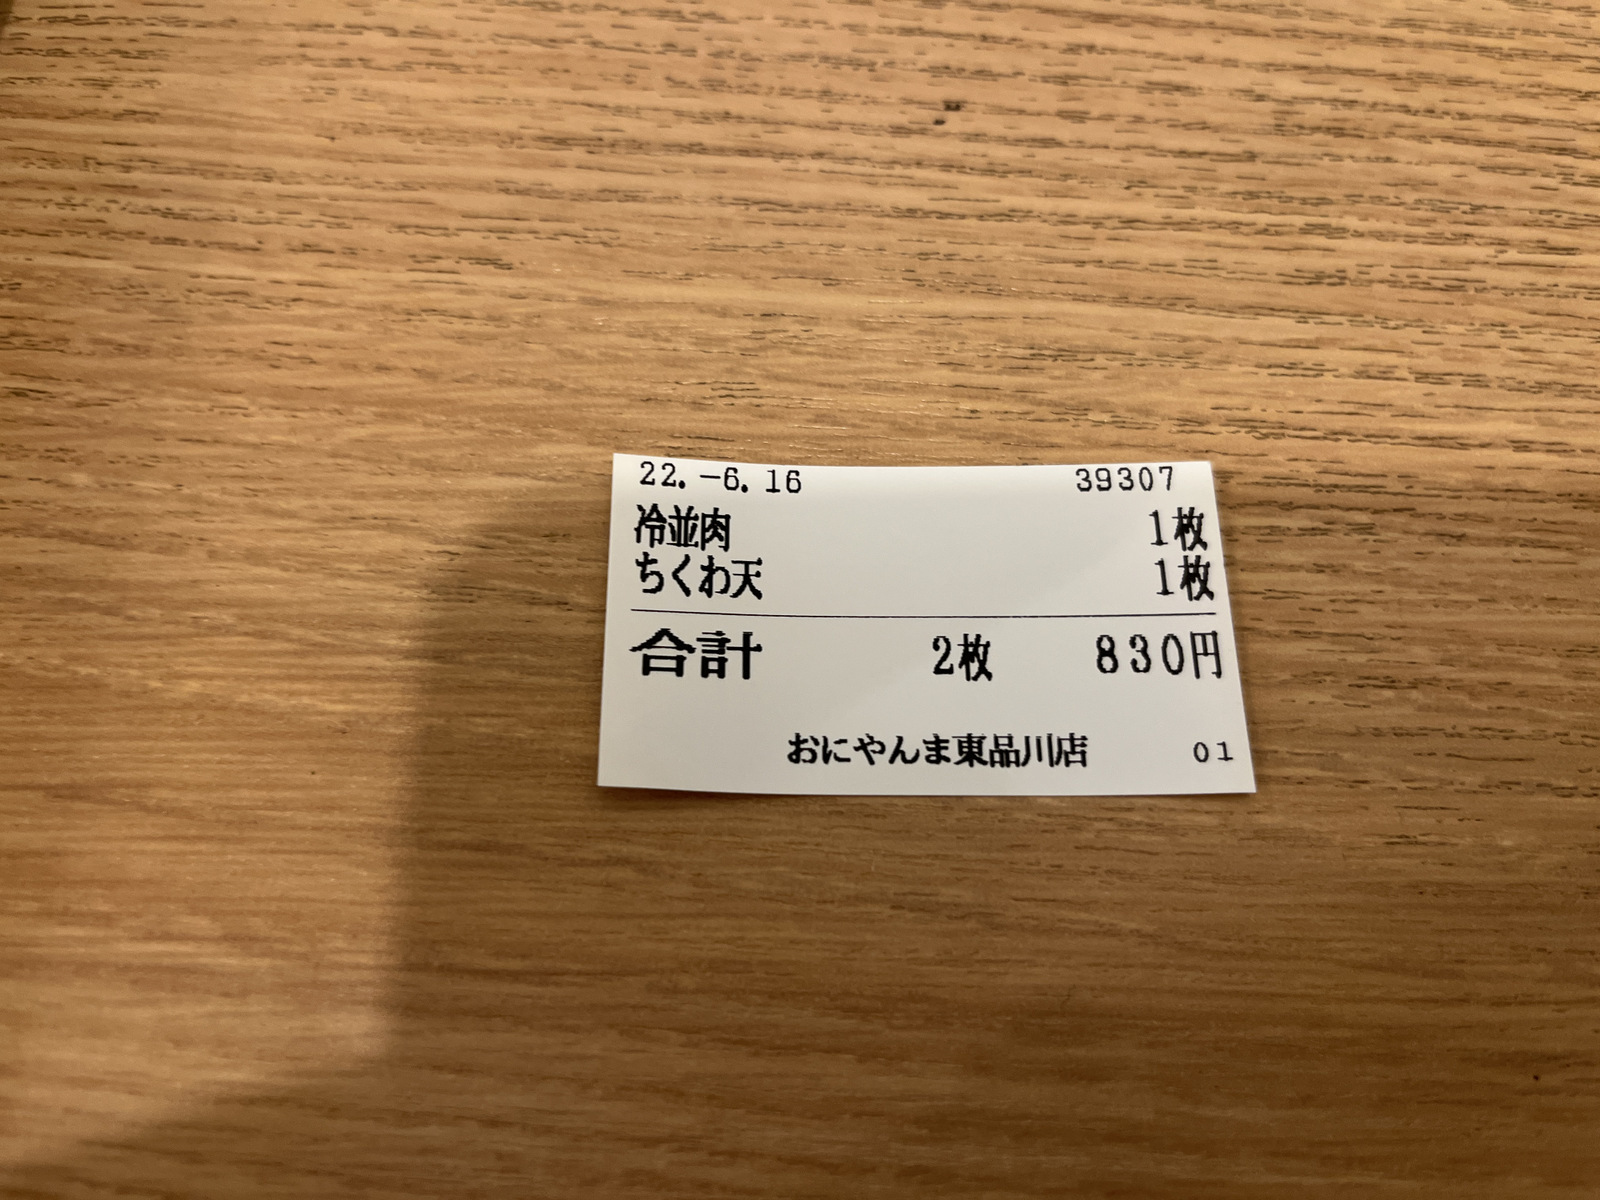 22.-6.16 39307
冷並肉 1枚
ちくわ天 1枚
合計 2枚 830円
おにやんま東品川店 01